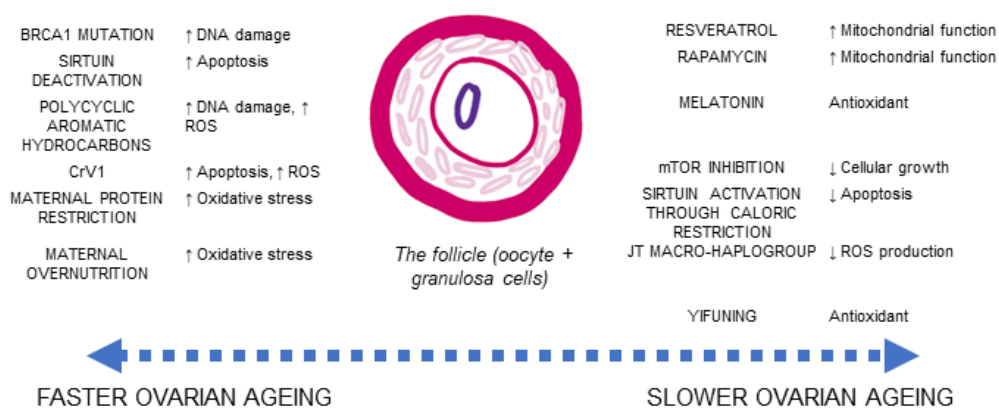 BRCA1 MUTATION ↑ DNA damage
SIRTUIN ↑ Apoptosis
DEACTIVATION
POLYCYCLIC ↑ DNA damage, ↑
AROMATIC ROS
HYDROCARBONS
CrV1 ↑ Apoptosis, ↑ ROS
MATERNAL PROTEIN ↑ Oxidative stress
RESTRICTION
MATERNAL ↑ Oxidative stress
OVERNUTRITION
The follicle (oocyte +
granulosa cells)
RESVERATROL ↑ Mitochondrial function
RAPAMYCIN ↑ Mitochondrial function
MELATONIN Antioxidant
mTOR INHIBITION ↓ Cellular growth
SIRTUIN ACTIVATION ↓ Apoptosis
THROUGH CALORIC
RESTRICTION
JT MACRO-HAPLOGROUP ↓ ROS production
YIFUNING Antioxidant
FASTER OVARIAN AGEING
SLOWER OVARIAN AGEING